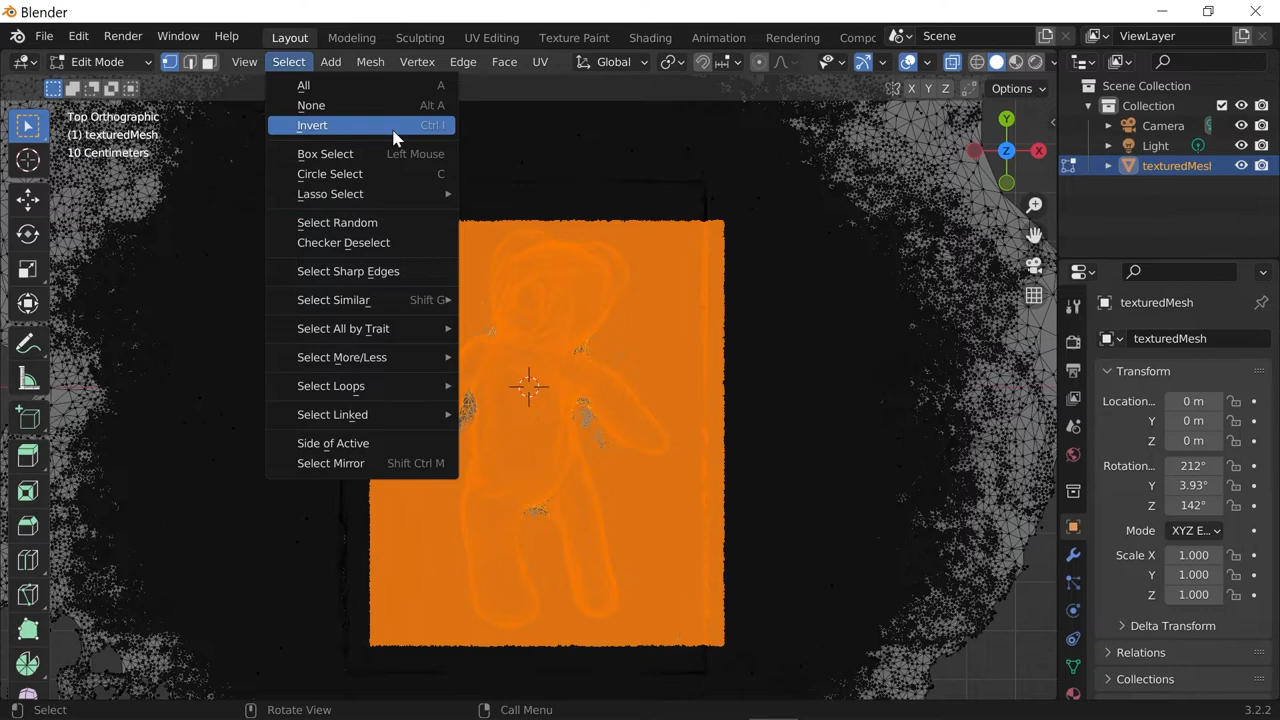 Blender
File Edit Render Window Help Layout Modeling Sculpting UV Editing Texture Paint Shading Animation Rendering Compc Scene ViewLayer
Edit Mode View Select Add Mesh Vertex Edge Face UV Global
X Y Z Options
Top Orthographic
(1) texturedMesh
10 Centimeters
All A
None Alt A
Invert Ctrl I
Box Select Left Mouse
Circle Select C
Lasso Select
Select Random
Checker Deselect
Select Sharp Edges
Select Similar Shift G
Select All by Trait
Select More/Less
Select Loops
Select Linked
Side of Active
Select Mirror Shift Ctrl M
Y
Z X
Scene Collection
Collection
Camera
Light
texturedMesl
texturedMesh
texturedMesh
Transform
Location... 0 m
Y 0 m
Z 0 m
Rotation... 212°
Y 3.93°
Z 142°
Mode XYZ E...
Scale X 1.000
Y 1.000
Z 1.000
Delta Transform
Relations
Collections
Select Rotate View Call Menu 3.2.2